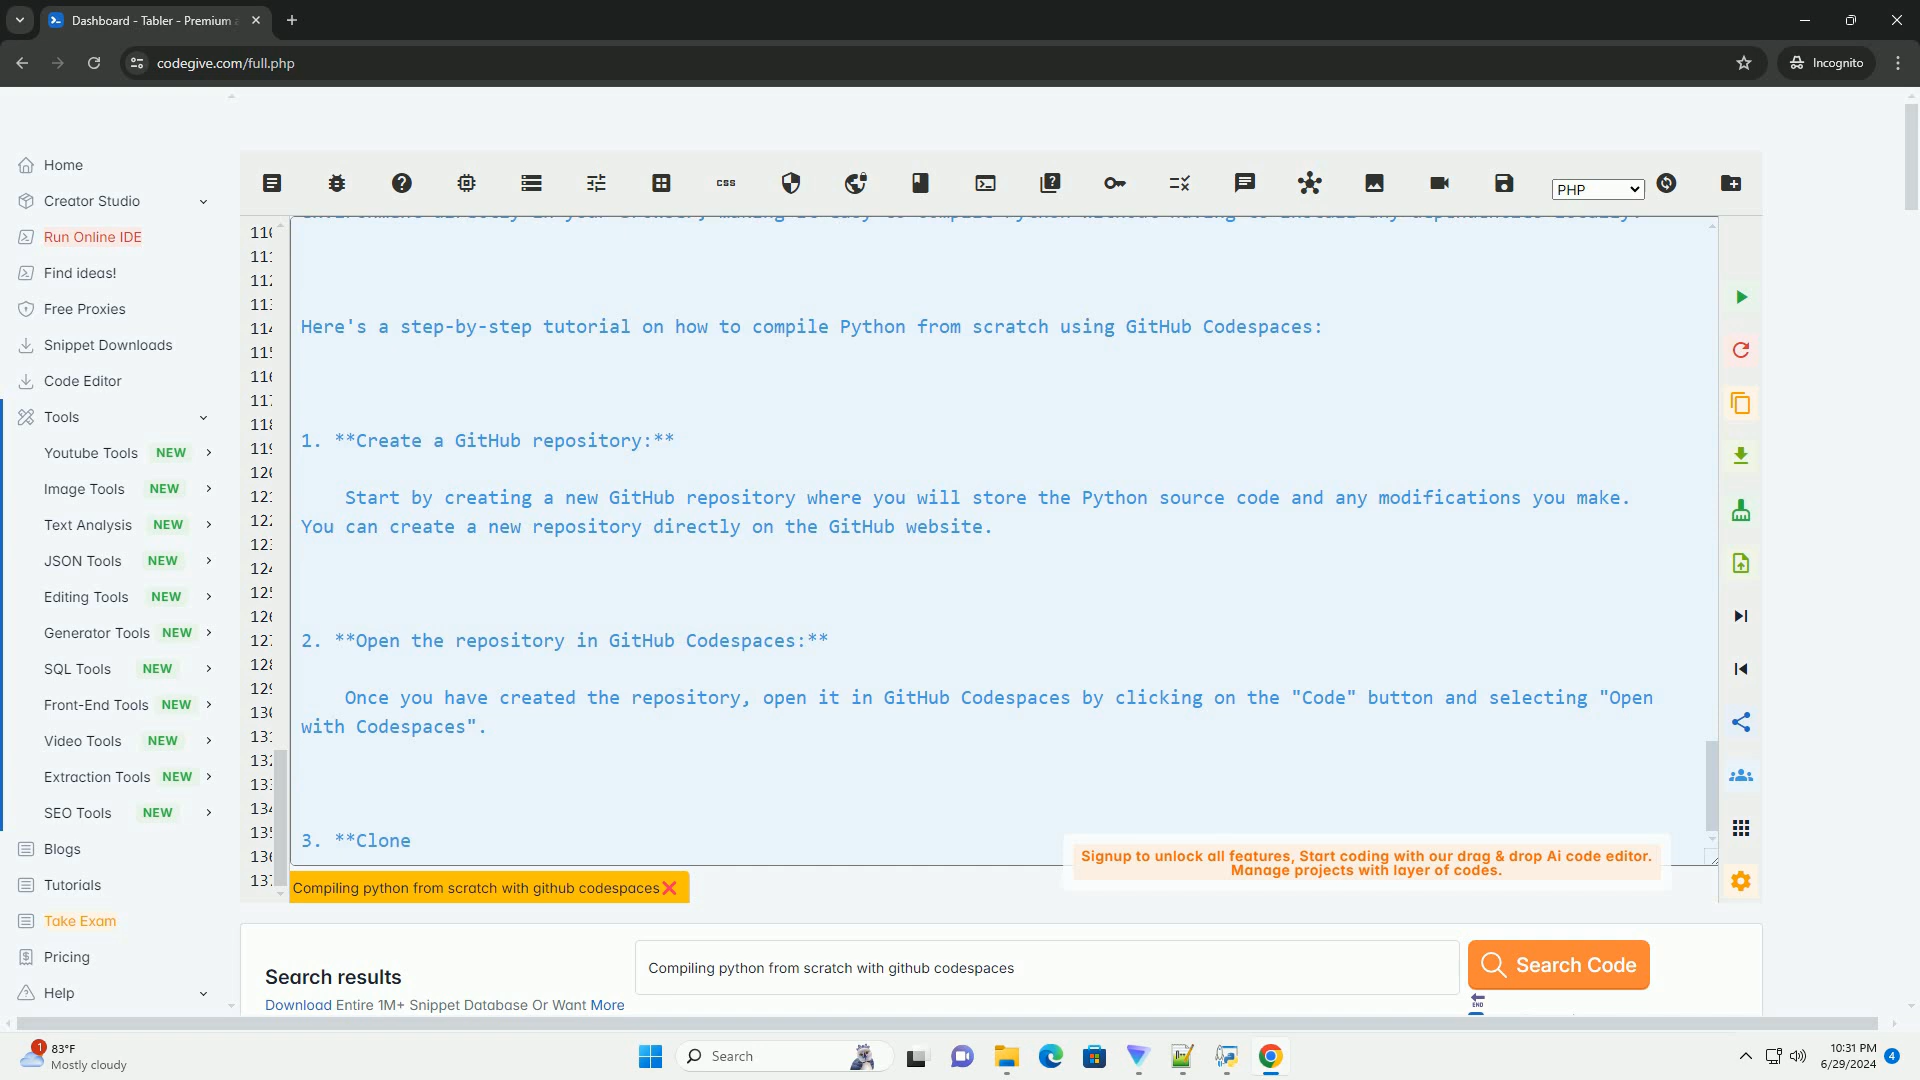 Dashboard - Tabler - Premium
codegive.com/full.php
Incognito
Home
Creator Studio
Run Online IDE
Find ideas!
Free Proxies
Snippet Downloads
Code Editor
Tools
Youtube Tools NEW
Image Tools NEW
Text Analysis NEW
JSON Tools NEW
Editing Tools NEW
Generator Tools NEW
SQL Tools NEW
Front-End Tools NEW
Video Tools NEW
Extraction Tools NEW
SEO Tools NEW
Blogs
Tutorials
Take Exam
Pricing
Help
css
PHP
Here's a step-by-step tutorial on how to compile Python from scratch using GitHub Codespaces:
1. **Create a GitHub repository:**
Start by creating a new GitHub repository where you will store the Python source code and any modifications you make.
You can create a new repository directly on the GitHub website.
2. **Open the repository in GitHub Codespaces:**
Once you have created the repository, open it in GitHub Codespaces by clicking on the "Code" button and selecting "Open
with Codespaces".
3. **Clone
Signup to unlock all features, Start coding with our drag & drop Ai code editor.
Manage projects with layer of codes.
Compiling python from scratch with github codespaces
Search results
Download Entire 1M+ Snippet Database Or Want More
Compiling python from scratch with github codespaces
Search Code
END
1
83°F
Mostly cloudy
Search
10:31 PM
6/29/2024
4